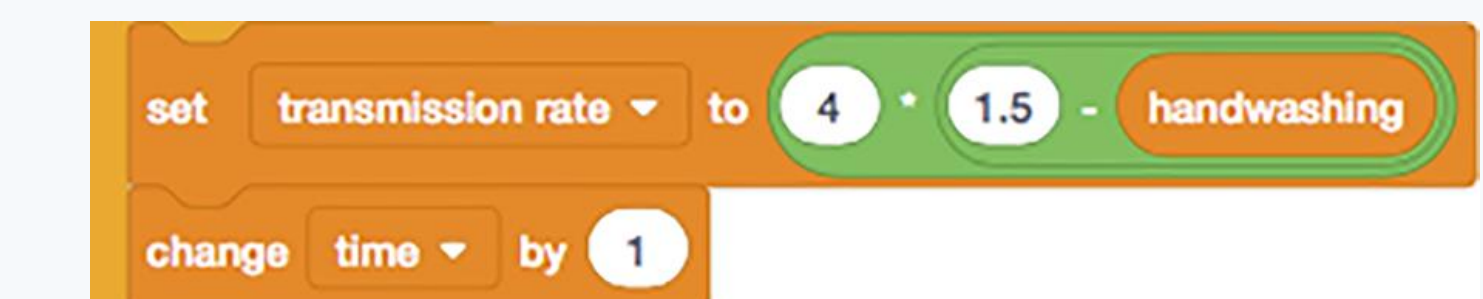 set transmission rate to 4 * 1.5 - handwashing
change time by 1